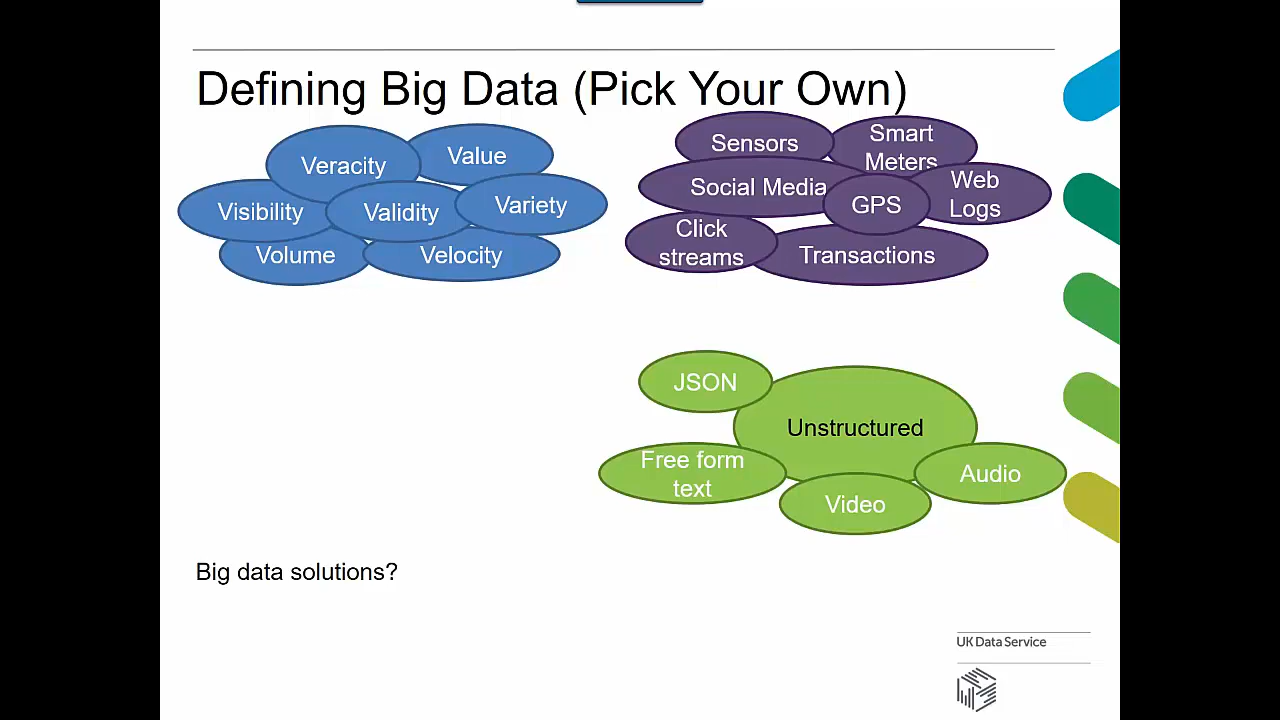 Defining Big Data (Pick Your Own)
Veracity
Value
Visibility
Validity
Variety
Volume
Velocity
Sensors
Smart
Meters
Social Media
GPS
Web
Logs
Click
streams
Transactions
JSON
Unstructured
Free form
text
Video
Audio
Big data solutions?
UK Data Service